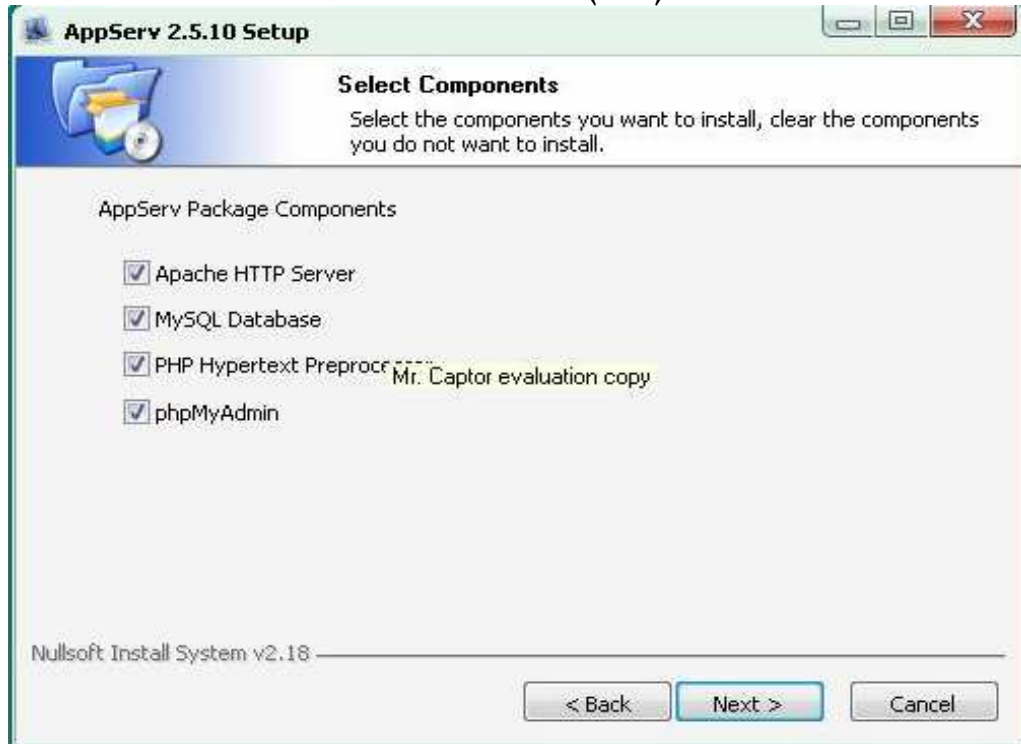 AppServ 2.5.10 Setup
Select Components
Select the components you want to install, clear the components
you do not want to install.
AppServ Package Components
Apache HTTP Server
MySQL Database
PHP Hypertext
Mr. Captor evaluation copy
phpMyAdmin
Nullsoft Install System v2.18
< Back Next > Cancel